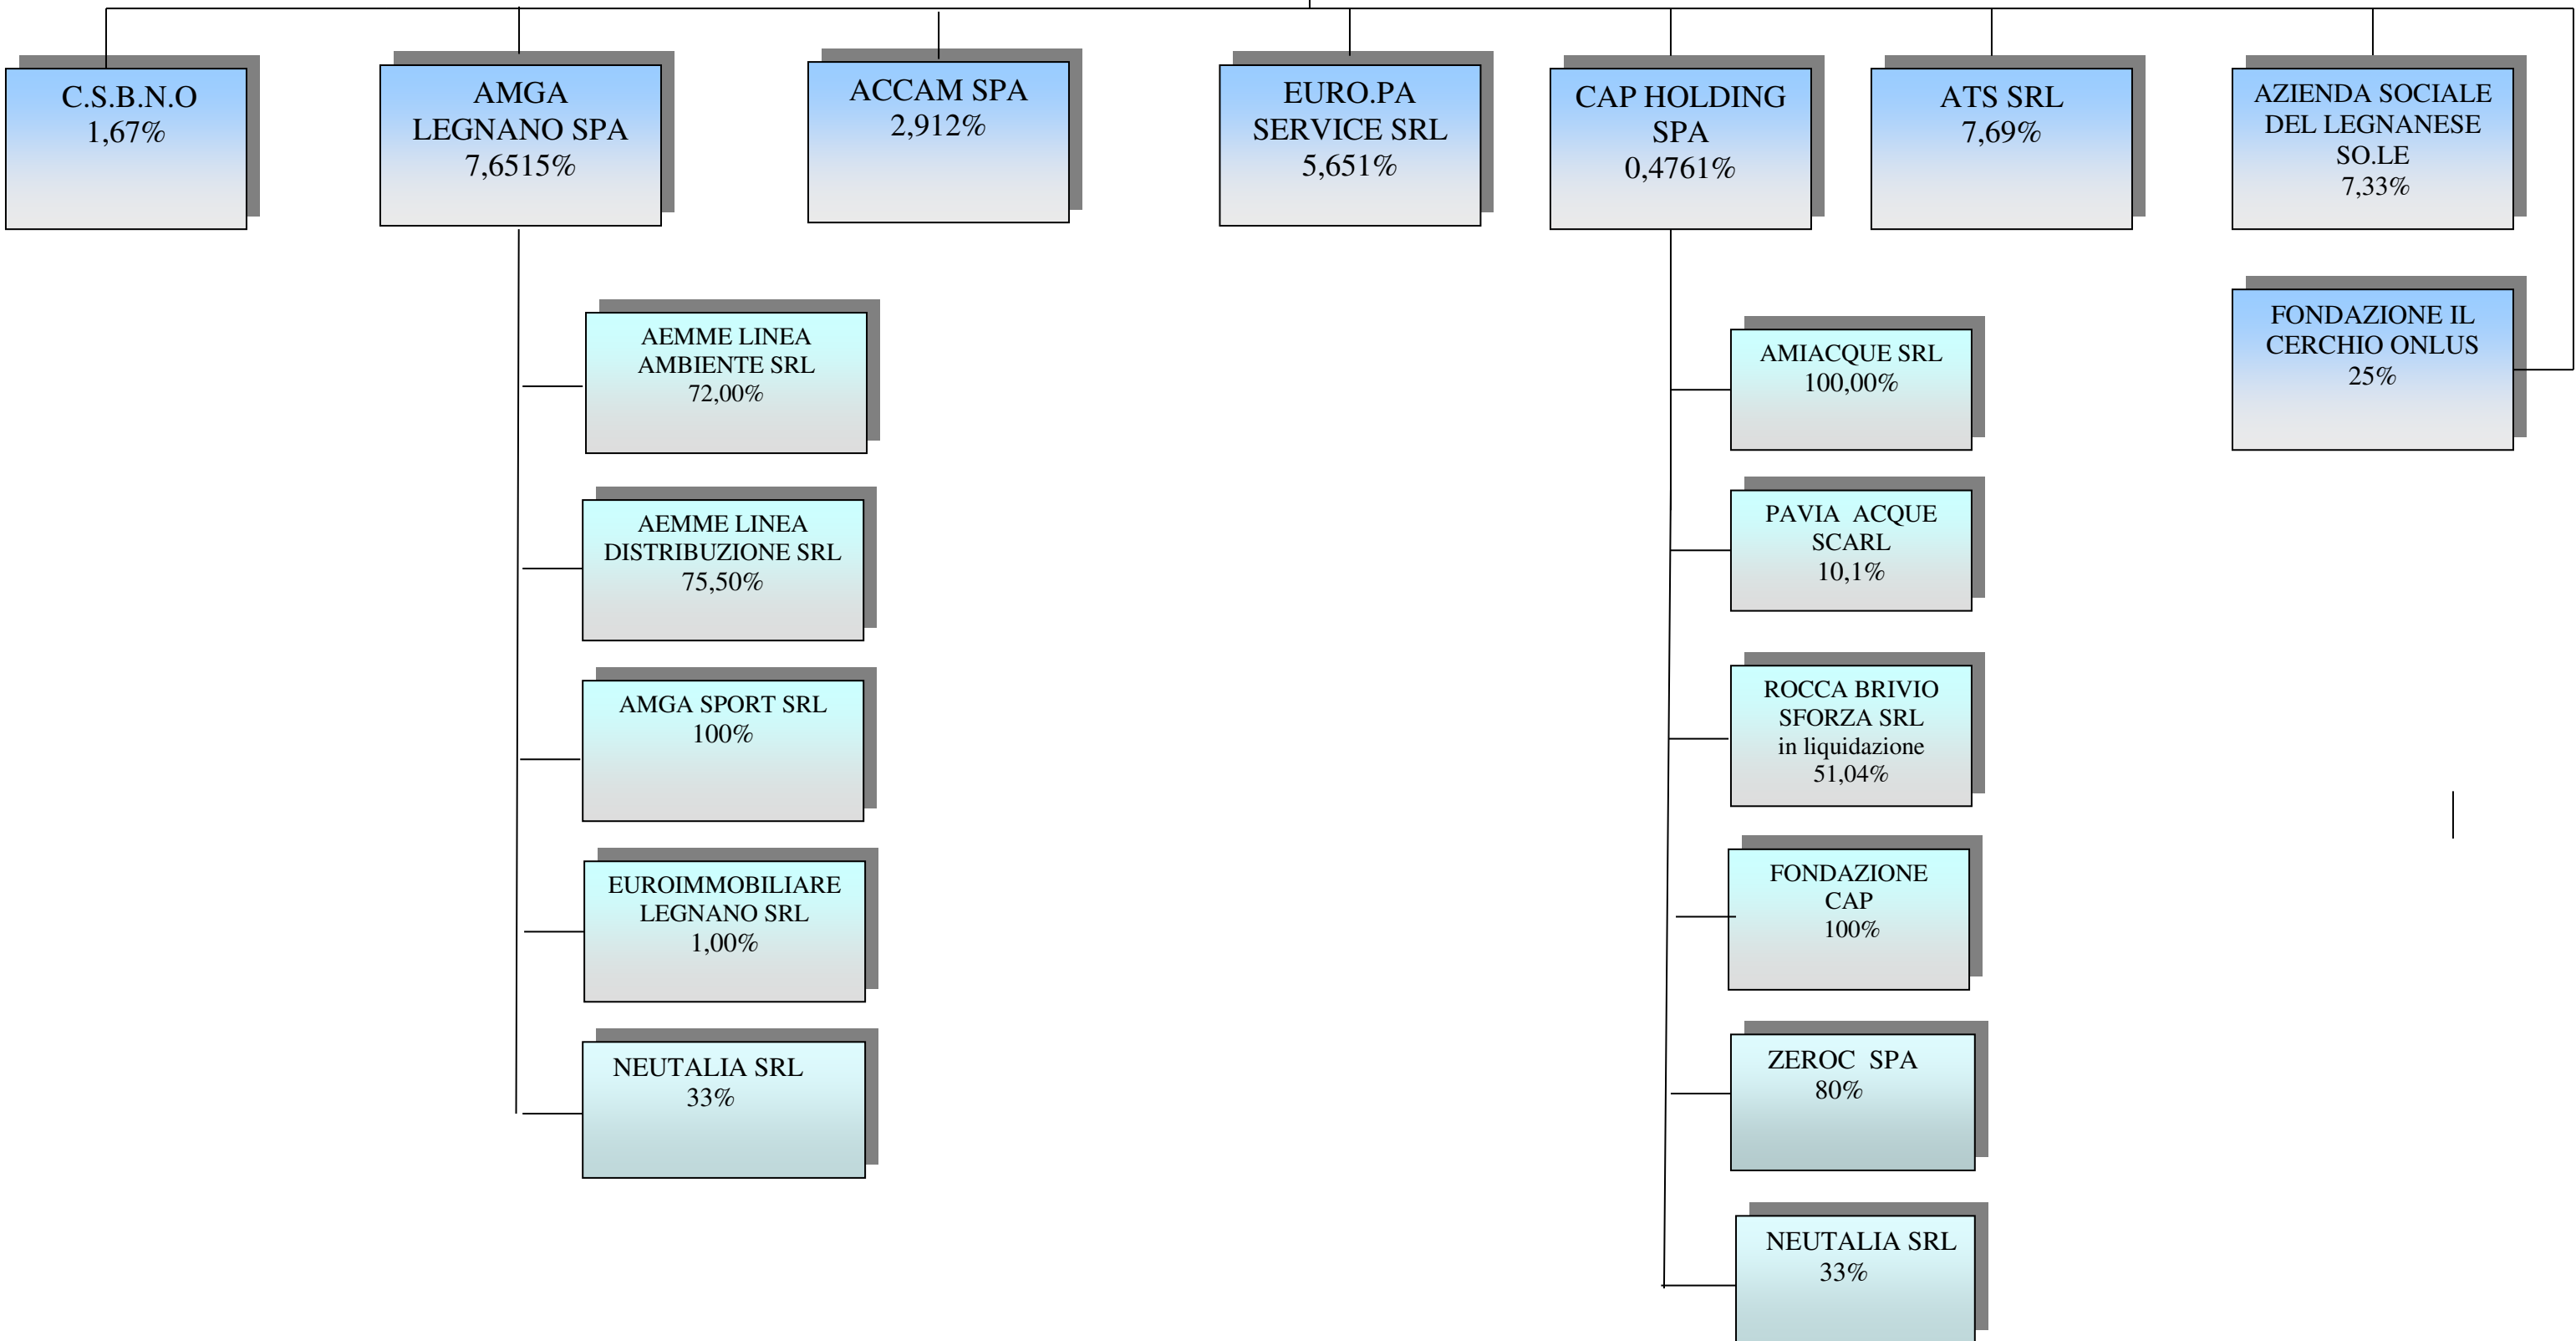 C.S.B.N.O
1,67%
AMGA
LEGNANO SPA
7,6515%
ACCAM SPA
2,912%
EURO.PA
SERVICE SRL
5,651%
CAP HOLDING
SPA
0,4761%
ATS SRL
7,69%
AZIENDA SOCIALE
DEL LEGNANESE
SO.LE
7,33%
FONDAZIONE IL
CERCHIO ONLUS
25%
AEMME LINEA
AMBIENTE SRL
72,00%
AEMME LINEA
DISTRIBUZIONE SRL
75,50%
AMGA SPORT SRL
100%
EUROIMMOBILIARE
LEGNANO SRL
1,00%
NEUTALIA SRL
33%
AMIACQUE SRL
100,00%
PAVIA ACQUE
SCARL
10,1%
ROCCA BRIVIO
SFORZA SRL
in liquidazione
51,04%
FONDAZIONE
CAP
100%
ZEROC SPA
80%
NEUTALIA SRL
33%